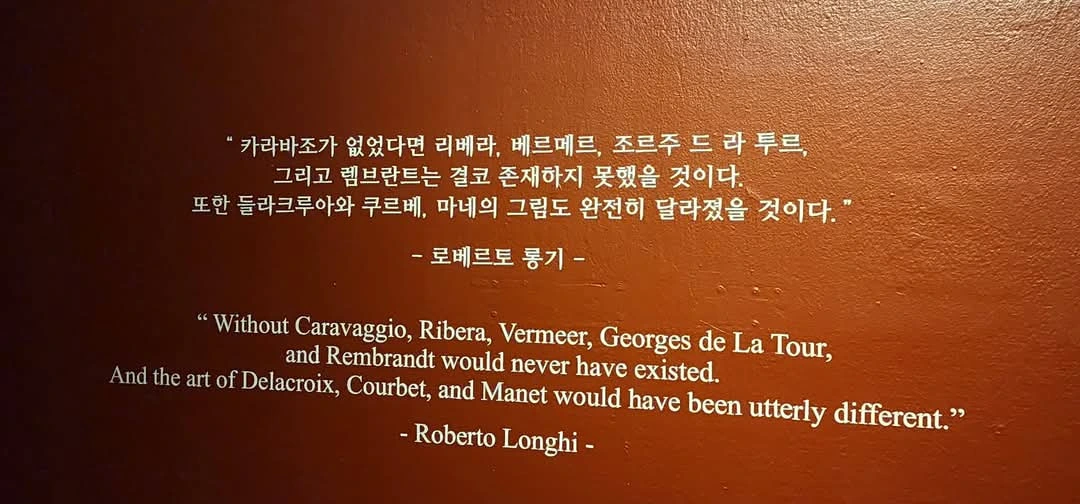 “ 카라바조가 없었다면 리베라, 베르메르, 조르주 드 라 투르,
그리고 렘브란트는 결코 존재하지 못했을 것이다.
또한 들라크루아와 쿠르베, 마네의 그림도 완전히 달라졌을 것이다. ”
- 로베르토 롱기 -
“ Without Caravaggio, Ribera, Vermeer, Georges de La Tour,
and Rembrandt would never have existed.
And the art of Delacroix, Courbet, and Manet would have been utterly different.”
- Roberto Longhi -